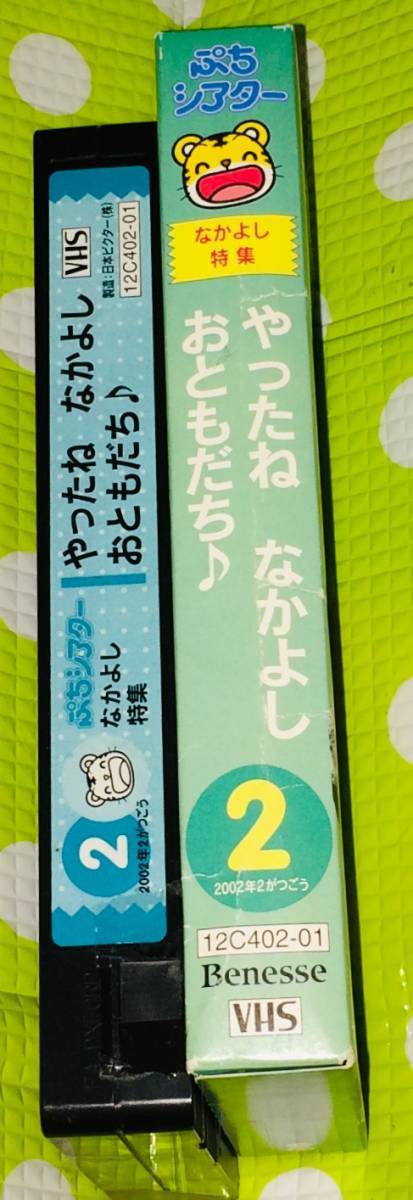 ぷち
シアター
なかよし
特集
やったね なかよし
おともだち♪
2
2002年2がつごう
12C402-01
Benesse
VHS
やったね なかよし
おともだち♪
VHS
製造:日本ビクター(株)
12C402-01
ぷちシアター
なかよし
特集
2
2002年2がつごう